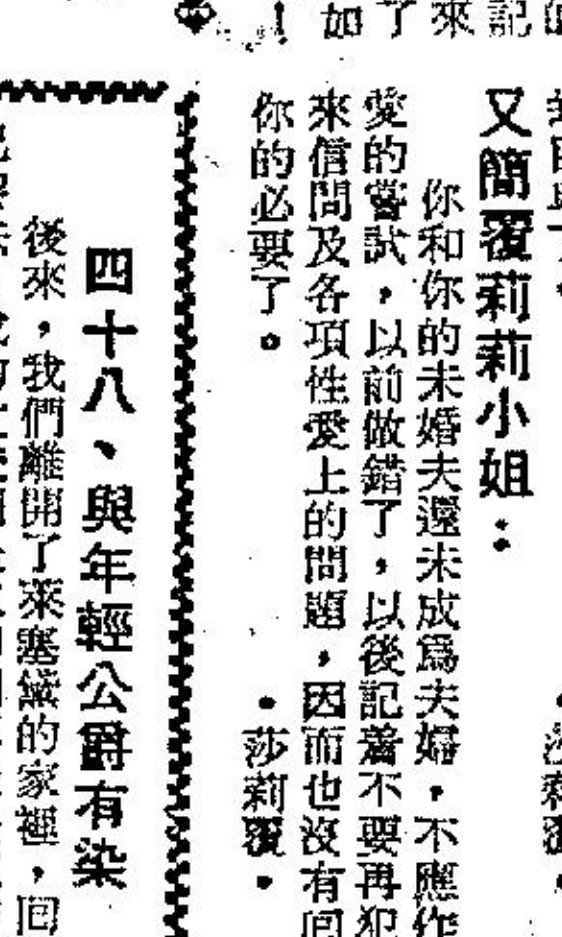 記
來
了
如
！
又簡覆莉莉小姐：
你和你的未婚夫還未成爲夫婦，不應作
愛的嘗試，以前做錯了，以後記着不要再犯
來信問及各項性愛上的問題，因而也沒有回
你的必要了。 ・莎莉覆・
四十八、與年輕公爵有染
後來，我們離開了萊塞黛的家裡，回